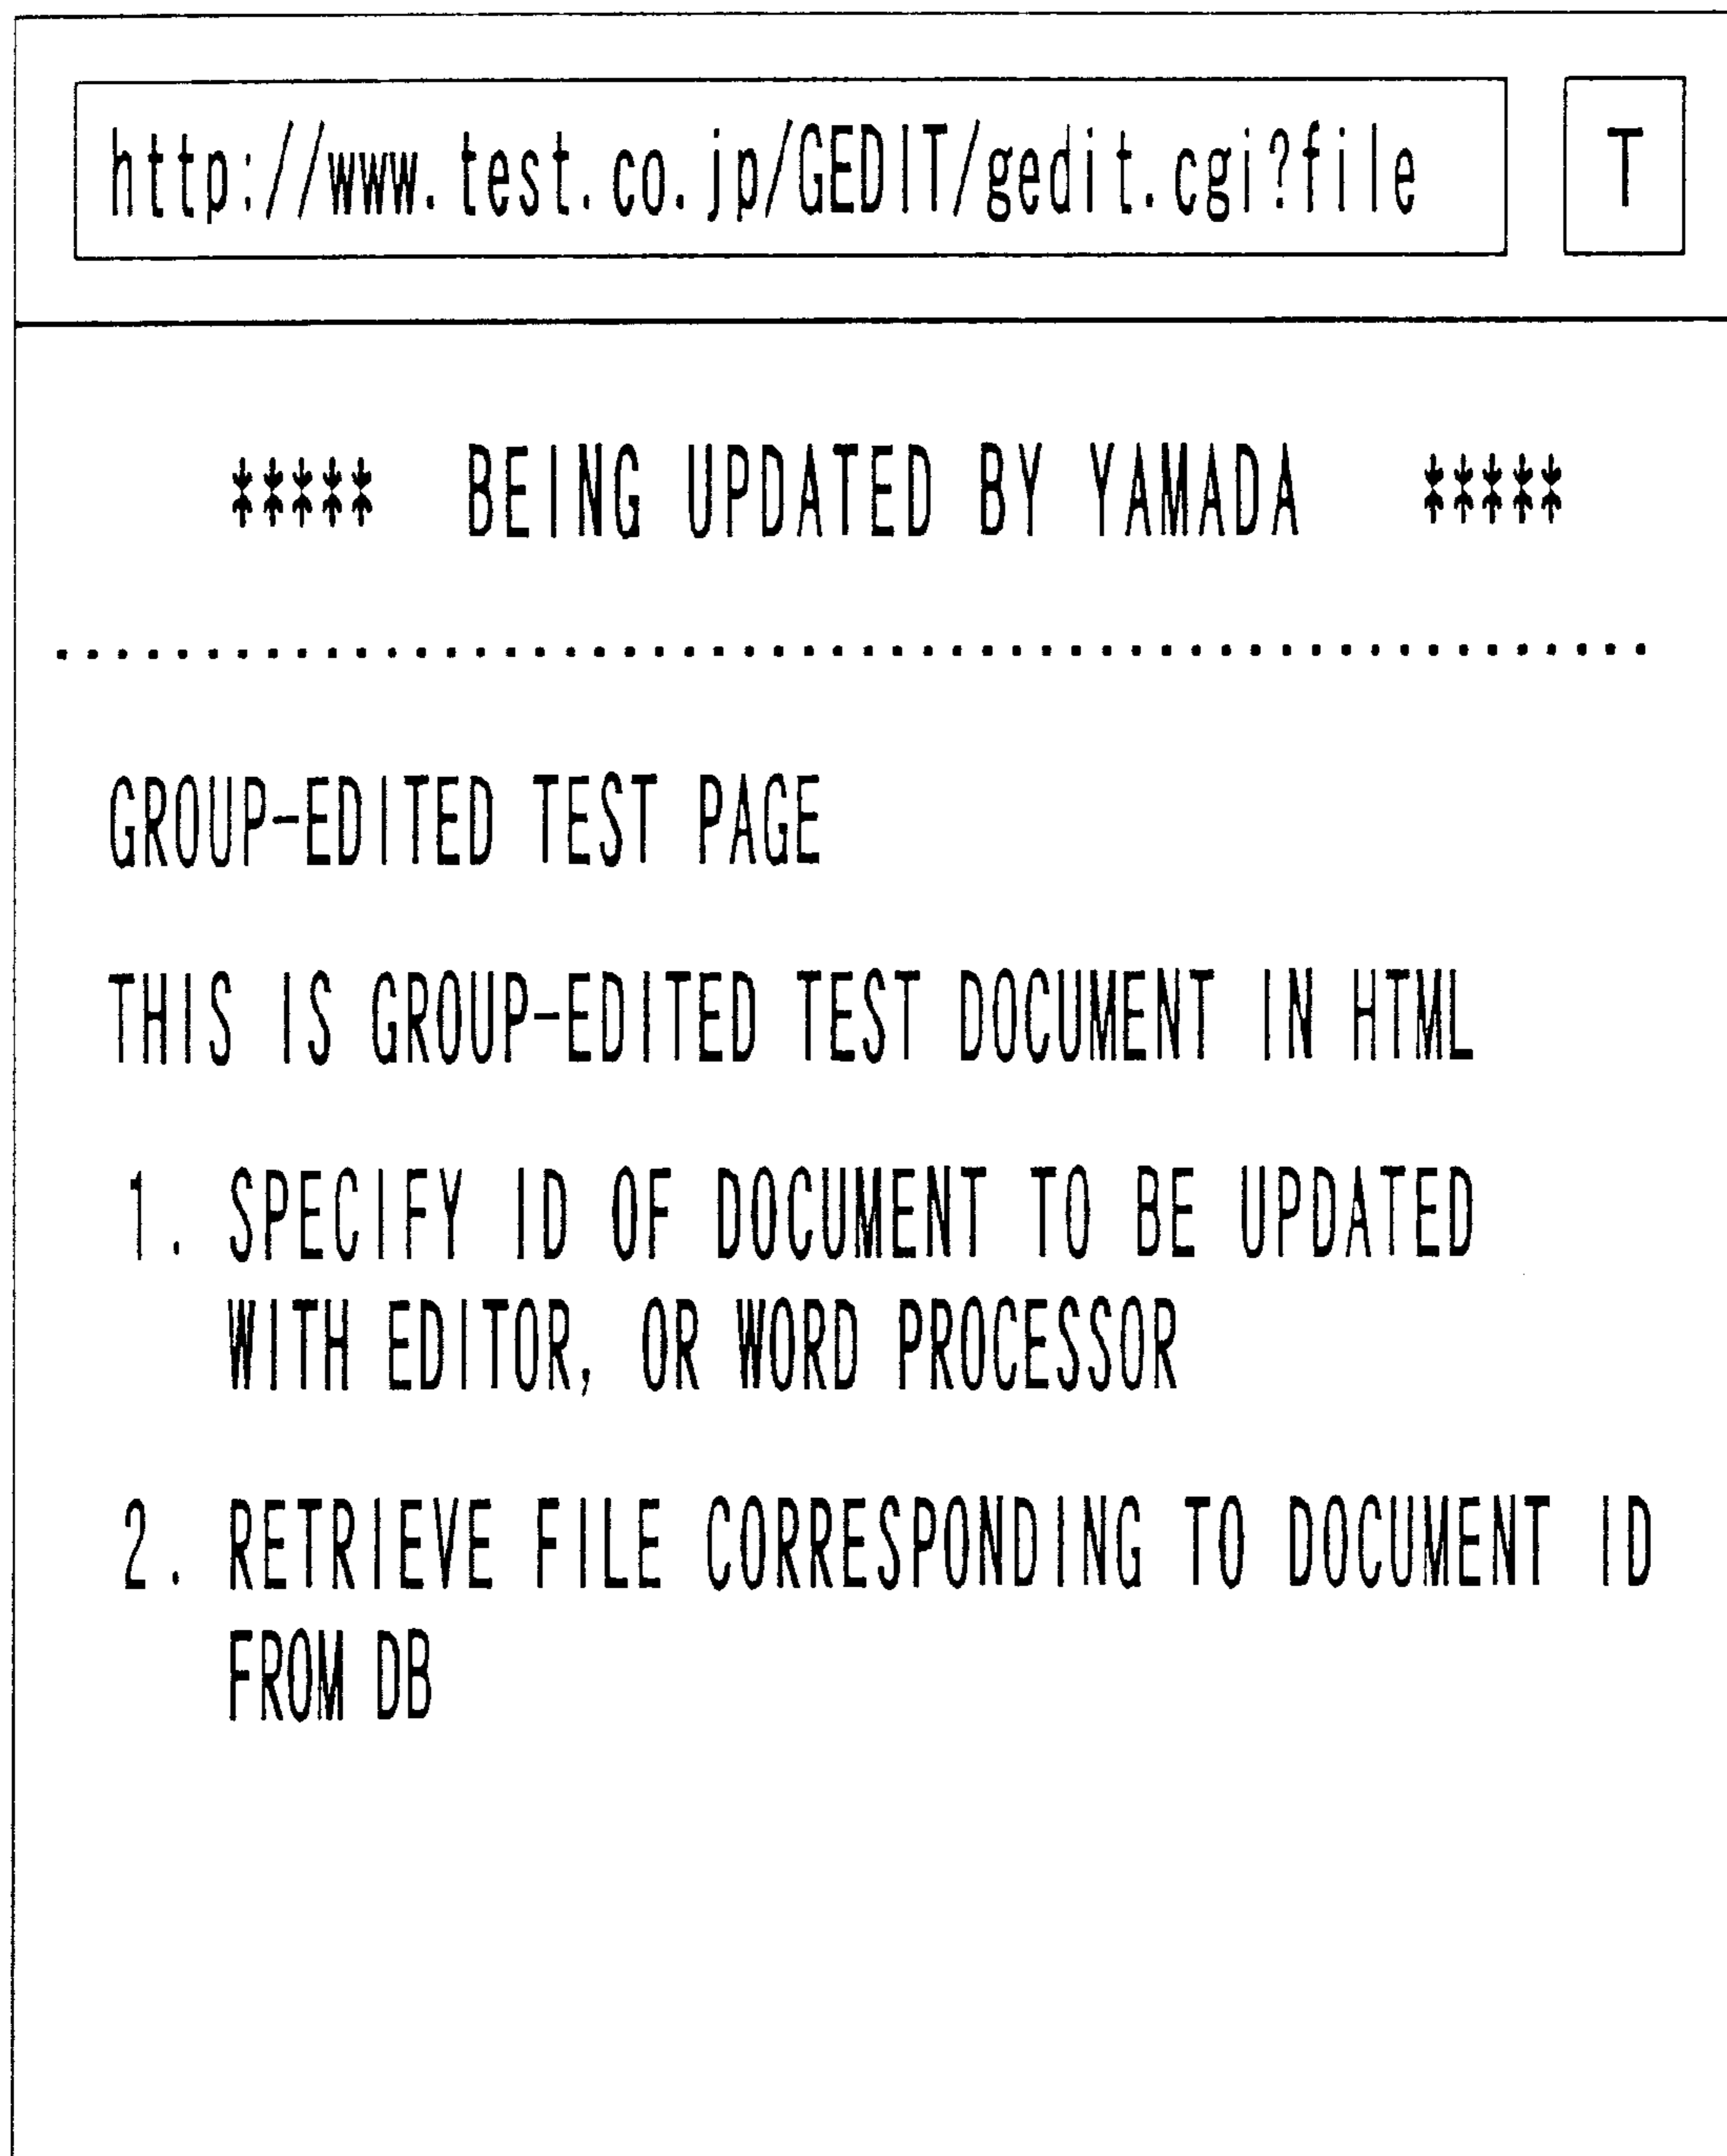 http://www.test.co.jp/GEDIT/gedit.cgi?file T
***** BEING UPDATED BY YAMADA *****
GROUP-EDITED TEST PAGE
THIS IS GROUP-EDITED TEST DOCUMENT IN HTML
1. SPECIFY ID OF DOCUMENT TO BE UPDATED
WITH EDITOR, OR WORD PROCESSOR
2. RETRIEVE FILE CORRESPONDING TO DOCUMENT ID
FROM DB